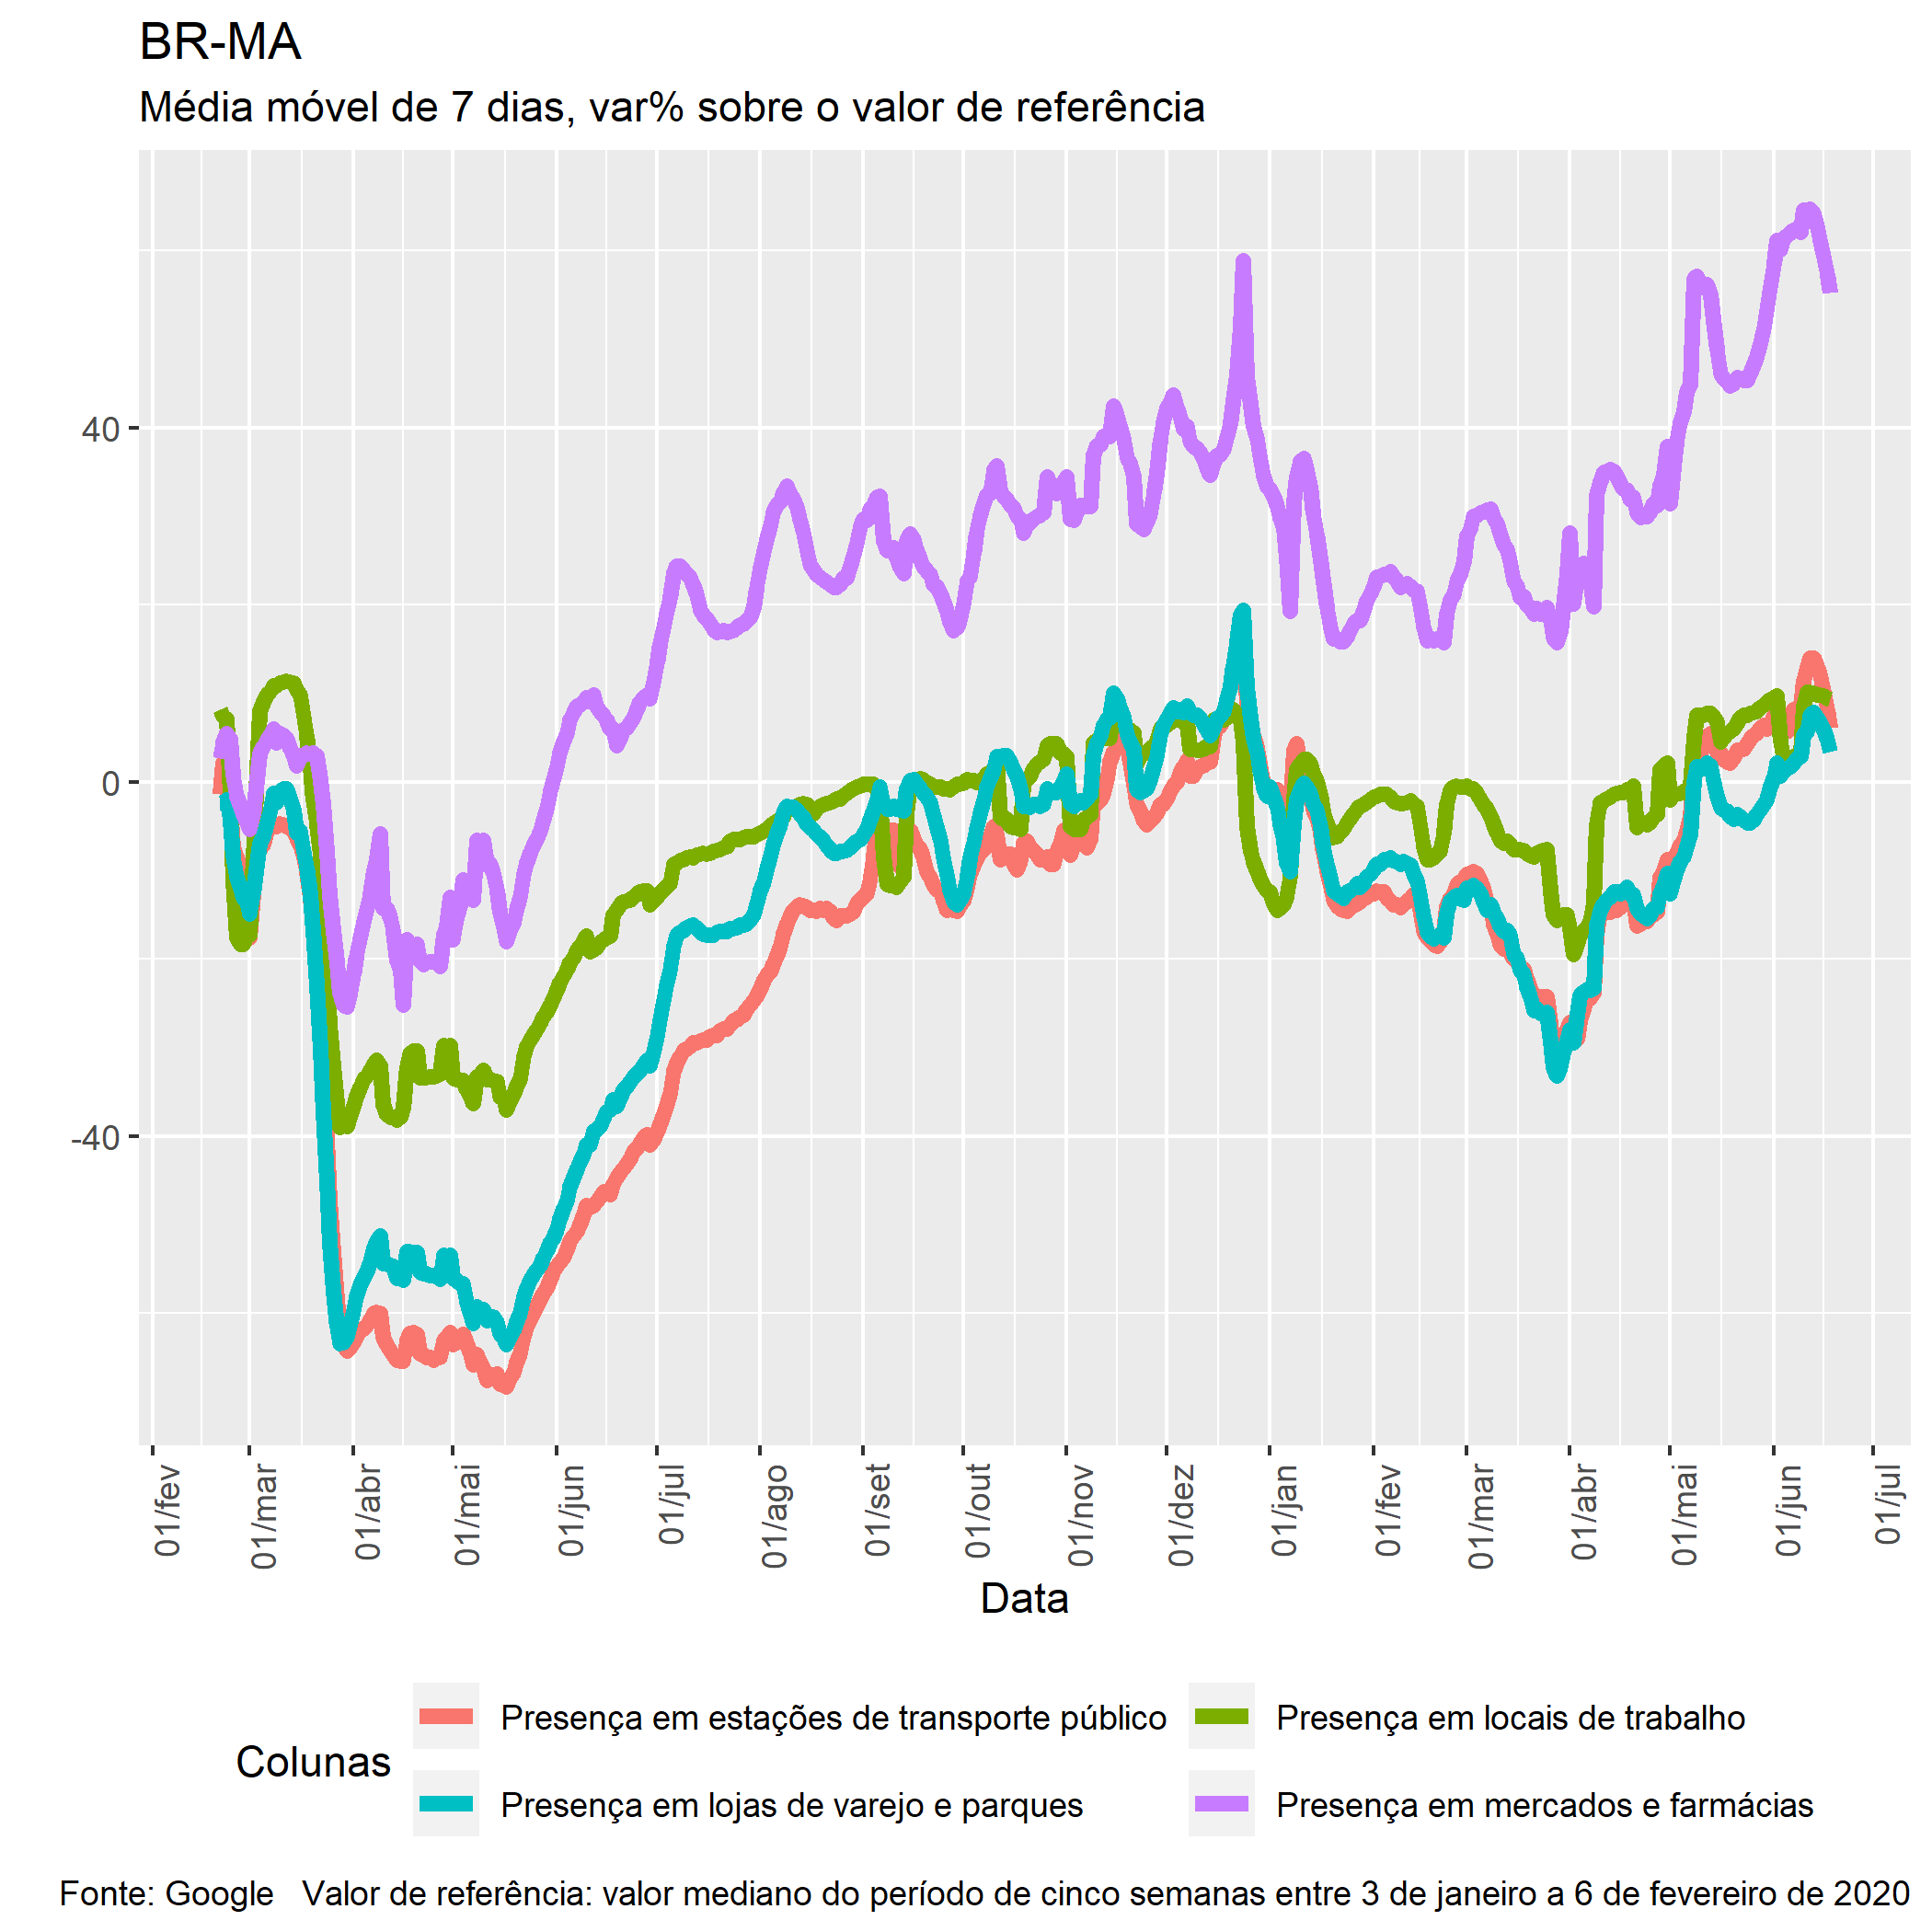 BR-MA
Média móvel de 7 dias, var% sobre o valor de referência
40
0
-40
01/fev
01/mar
01/abr
01/mai
01/jun
01/jul
01/ago
01/set
01/out
01/nov
01/dez
01/jan
01/fev
01/mar
01/abr
01/mai
01/jun
01/jul
Data
Colunas
Presença em estações de transporte público
Presença em locais de trabalho
Presença em lojas de varejo e parques
Presença em mercados e farmácias
Fonte: Google   Valor de referência: valor mediano do período de cinco semanas entre 3 de janeiro a 6 de fevereiro de 2020